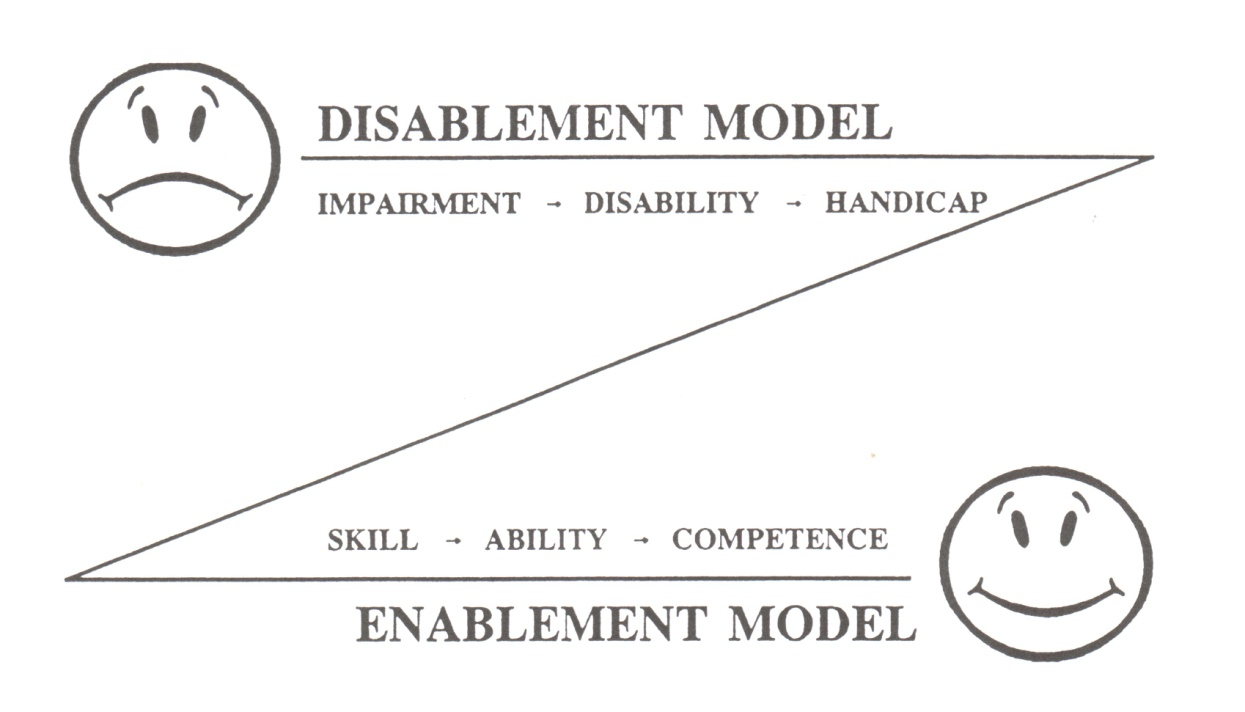 DISABLEMENT MODEL
IMPAIRMENT → DISABILITY → HANDICAP
SKILL → ABILITY → COMPETENCE
ENABLEMENT MODEL